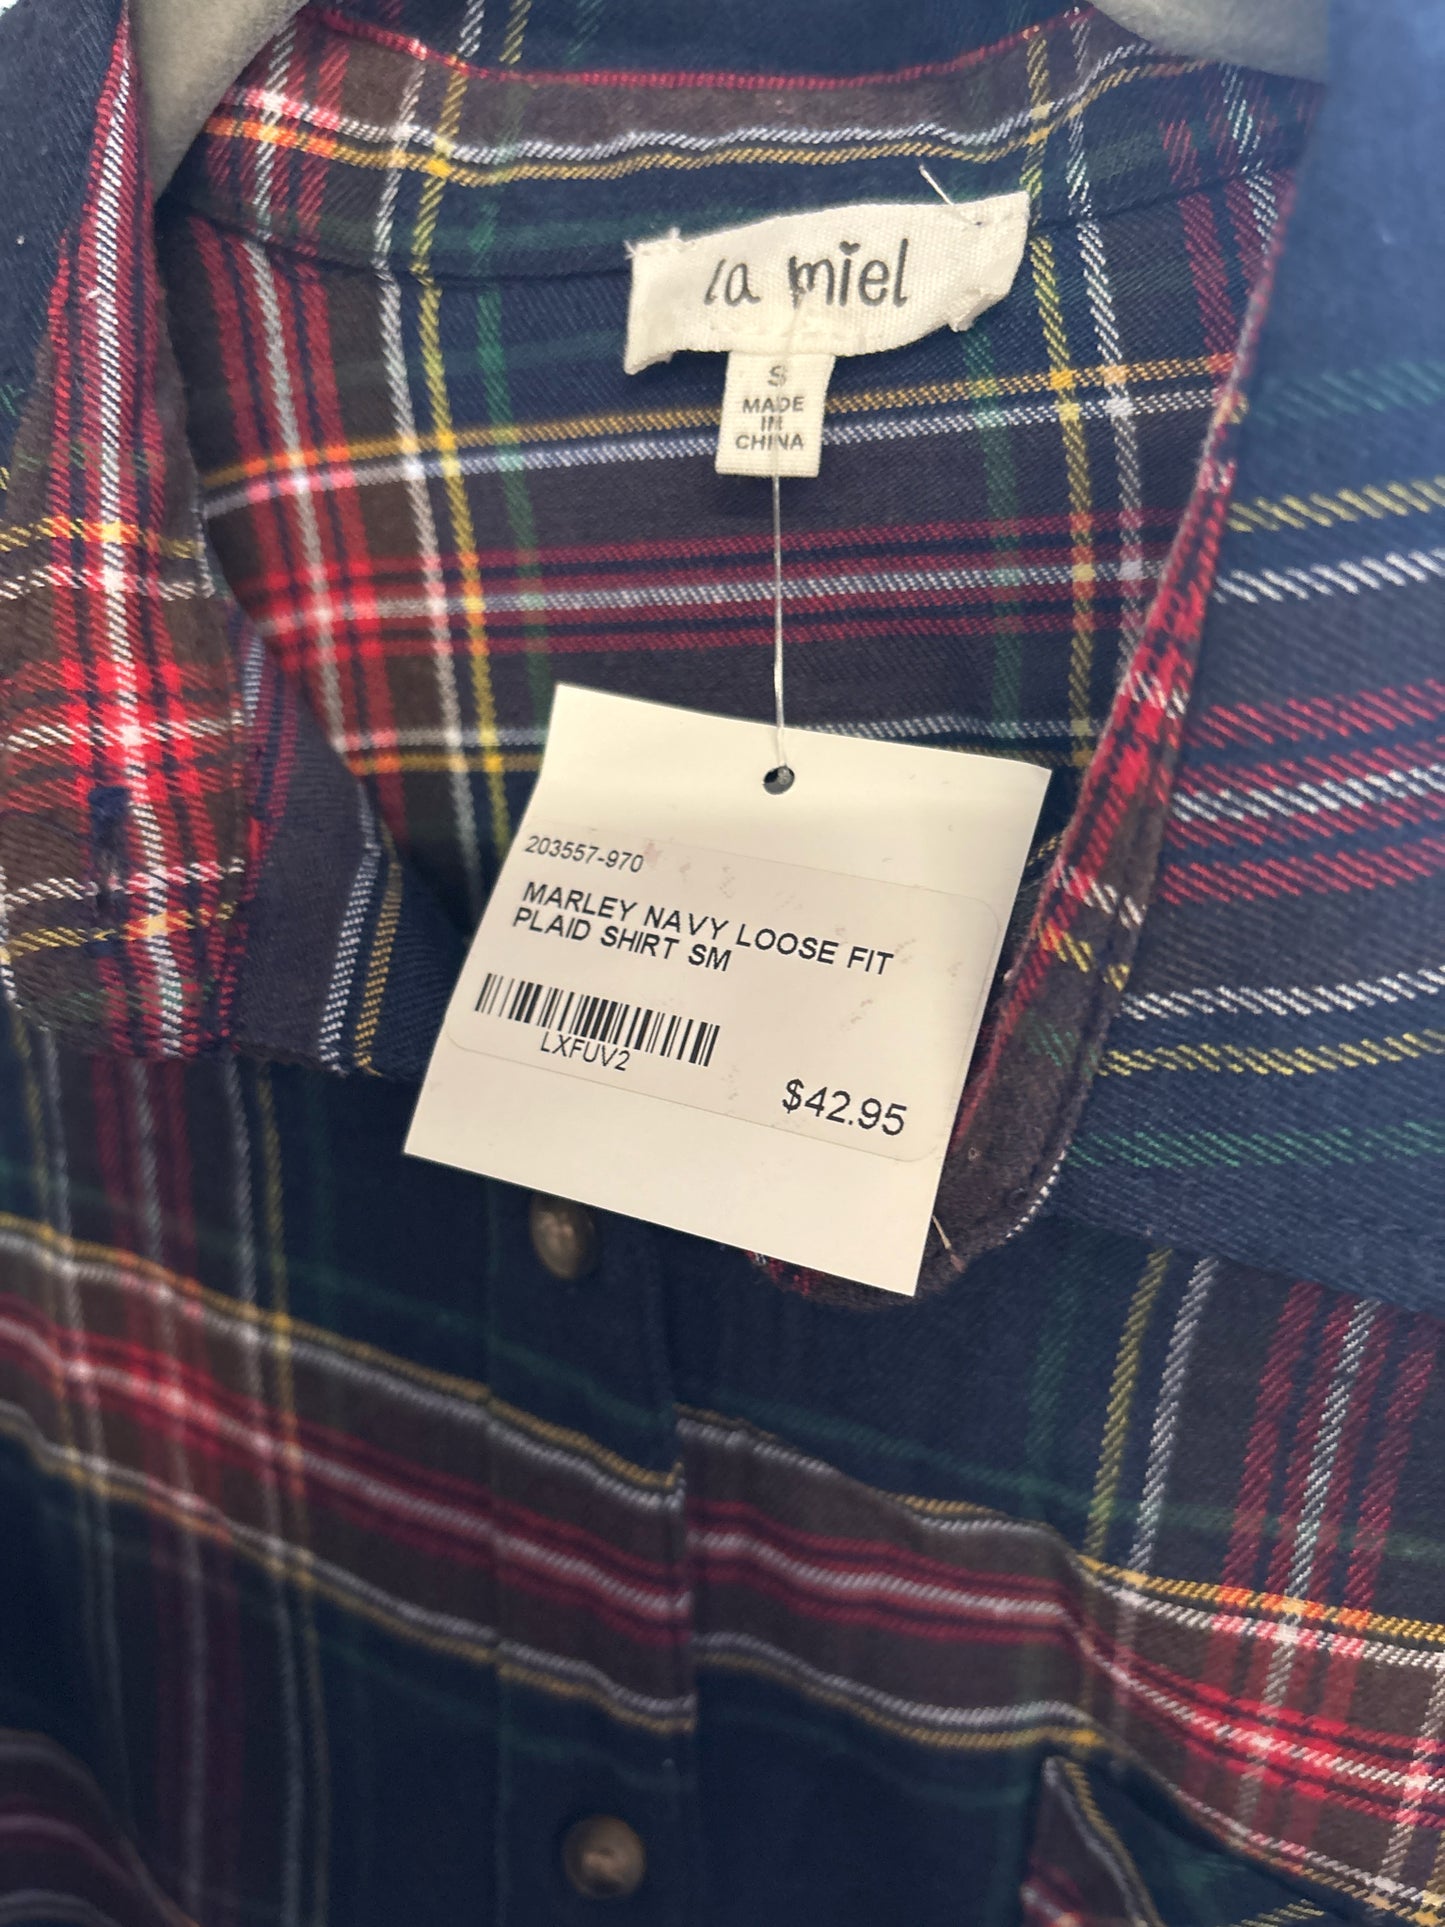 la miel
S
MADE
IN
CHINA
203557-970
MARLEY NAVY LOOSE FIT
PLAID SHIRT SM
LXFUV2
$42.95